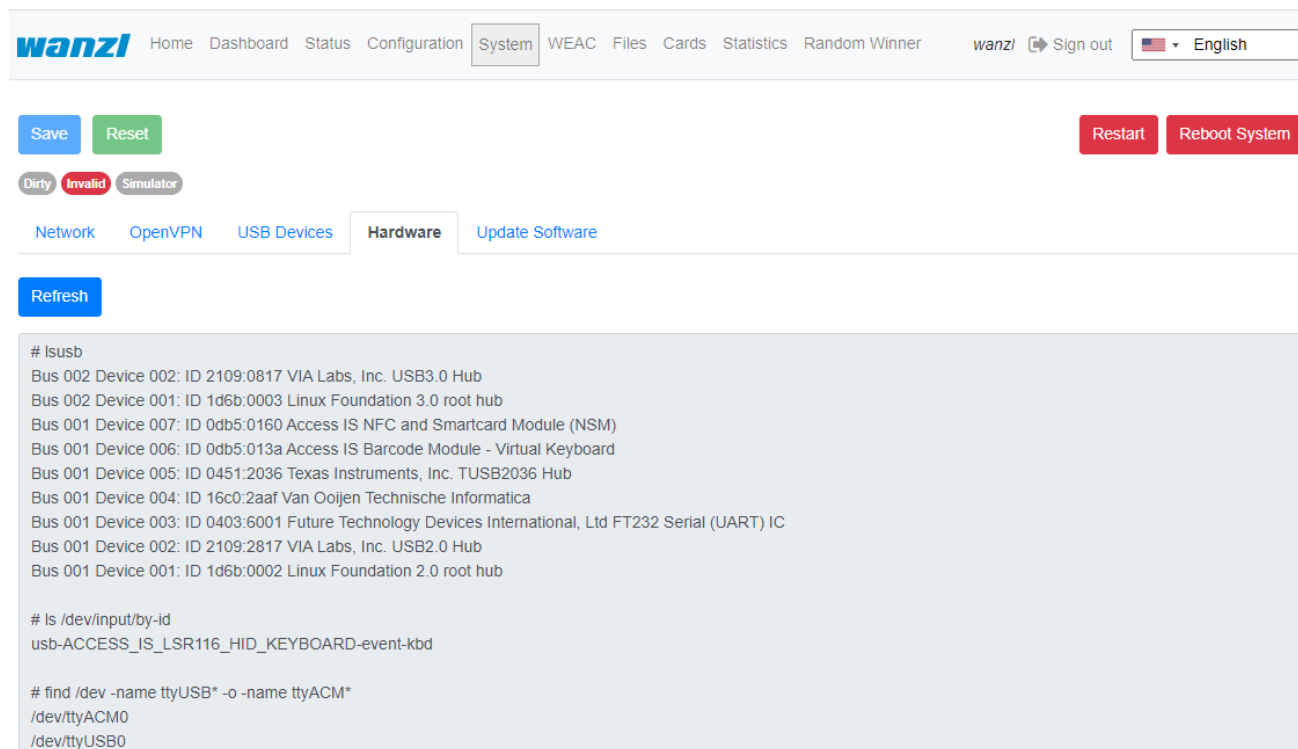 wanzl Home Dashboard Status Configuration System WEAC Files Cards Statistics Random Winner wanzl Sign out English
Save Reset Restart Reboot System
Dirty Invalid Simulator
Network OpenVPN USB Devices Hardware Update Software
Refresh
# lsusb
Bus 002 Device 002: ID 2109:0817 VIA Labs, Inc. USB3.0 Hub
Bus 002 Device 001: ID 1d6b:0003 Linux Foundation 3.0 root hub
Bus 001 Device 007: ID 0db5:0160 Access IS NFC and Smartcard Module (NSM)
Bus 001 Device 006: ID 0db5:013a Access IS Barcode Module - Virtual Keyboard
Bus 001 Device 005: ID 0451:2036 Texas Instruments, Inc. TUSB2036 Hub
Bus 001 Device 004: ID 16c0:2aaf Van Ooijen Technische Informatica
Bus 001 Device 003: ID 0403:6001 Future Technology Devices International, Ltd FT232 Serial (UART) IC
Bus 001 Device 002: ID 2109:2817 VIA Labs, Inc. USB2.0 Hub
Bus 001 Device 001: ID 1d6b:0002 Linux Foundation 2.0 root hub
# ls /dev/input/by-id
usb-ACCESS_IS_LSR116_HID_KEYBOARD-event-kbd
# find /dev -name ttyUSB* -o -name ttyACM*
/dev/ttyACM0
/dev/ttyUSB0